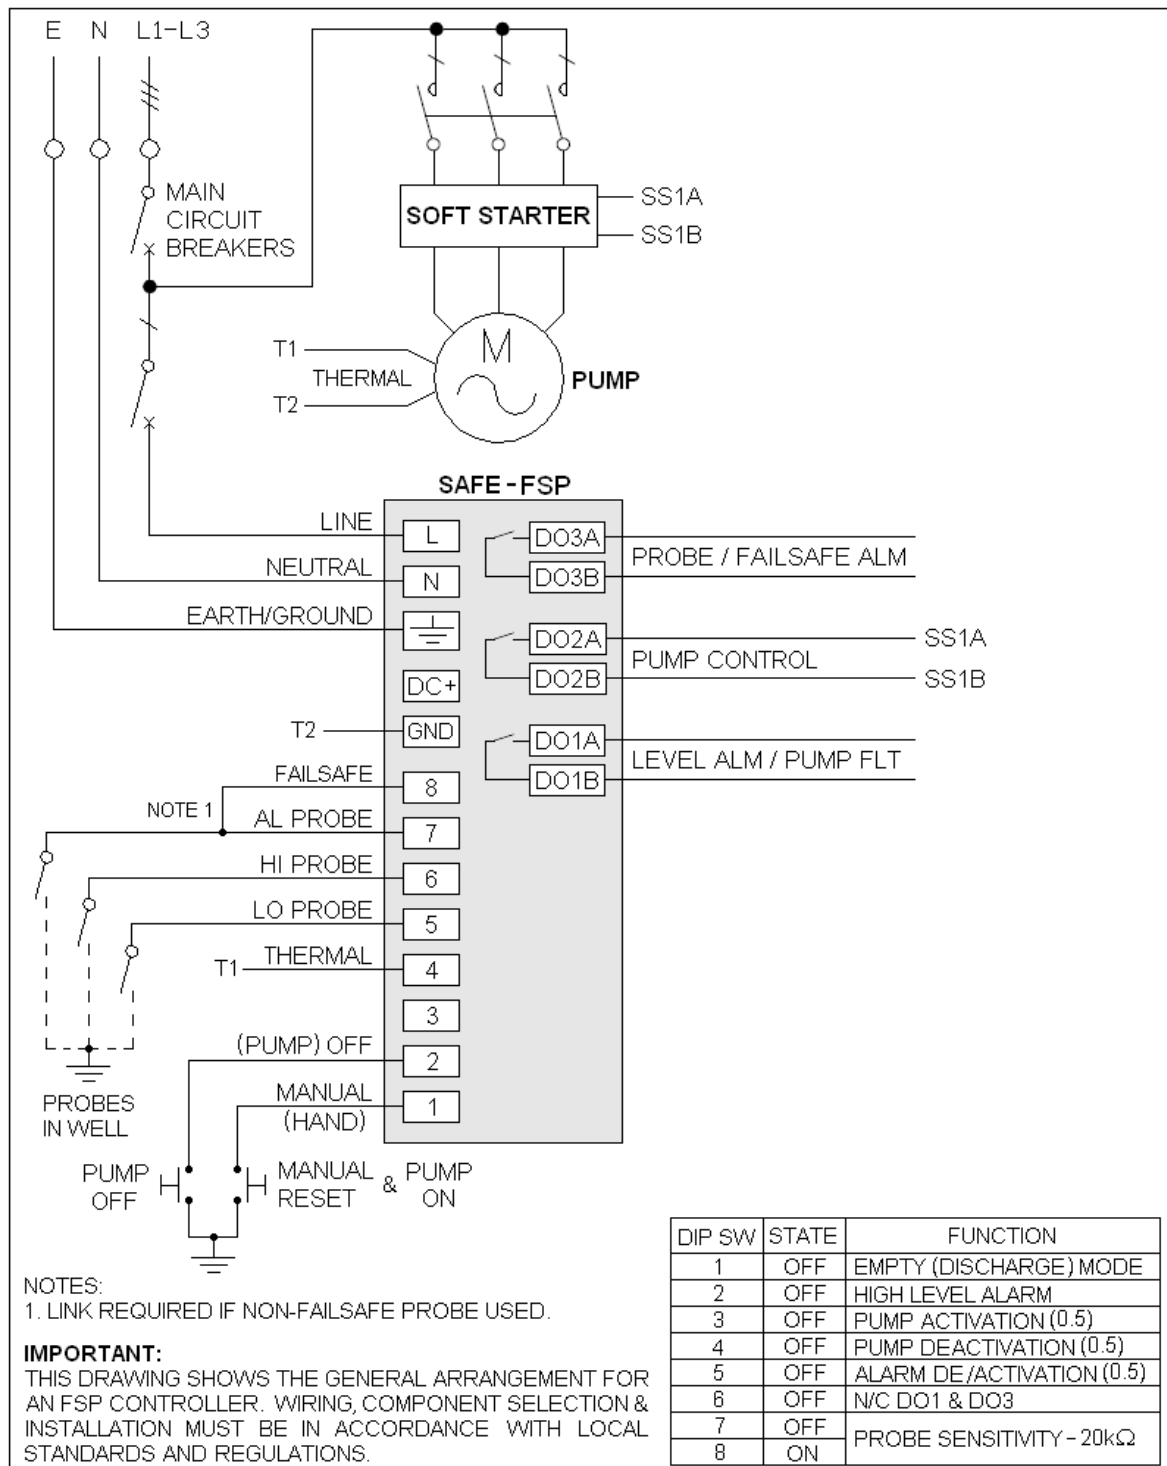 E N L1-L3
MAIN
CIRCUIT
BREAKERS
SOFT STARTER
SS1A
SS1B
M
T1
THERMAL
T2
PUMP
SAFE-FSP
LINE
L
NEUTRAL
N
EARTH/GROUND
DC+
T2
GND
FAILSAFE
8
NOTE 1
AL PROBE
7
HI PROBE
6
LO PROBE
5
T1
THERMAL
4
3
(PUMP) OFF
2
MANUAL
(HAND)
1
DO3A
PROBE / FAILSAFE ALM
DO3B
DO2A
SS1A
PUMP CONTROL
DO2B
SS1B
DO1A
LEVEL ALM / PUMP FLT
DO1B
PROBES
IN WELL
PUMP
OFF
MANUAL
RESET
&
PUMP
ON
NOTES:
1. LINK REQUIRED IF NON-FAILSAFE PROBE USED.
IMPORTANT:
THIS DRAWING SHOWS THE GENERAL ARRANGEMENT FOR
AN FSP CONTROLLER. WIRING, COMPONENT SELECTION &
INSTALLATION MUST BE IN ACCORDANCE WITH LOCAL
STANDARDS AND REGULATIONS.
DIP SW STATE FUNCTION
1 OFF EMPTY (DISCHARGE) MODE
2 OFF HIGH LEVEL ALARM
3 OFF PUMP ACTIVATION (0.5)
4 OFF PUMP DEACTIVATION (0.5)
5 OFF ALARM DE/ACTIVATION (0.5)
6 OFF N/C DO1 & DO3
7 OFF PROBE SENSITIVITY - 20kΩ
8 ON